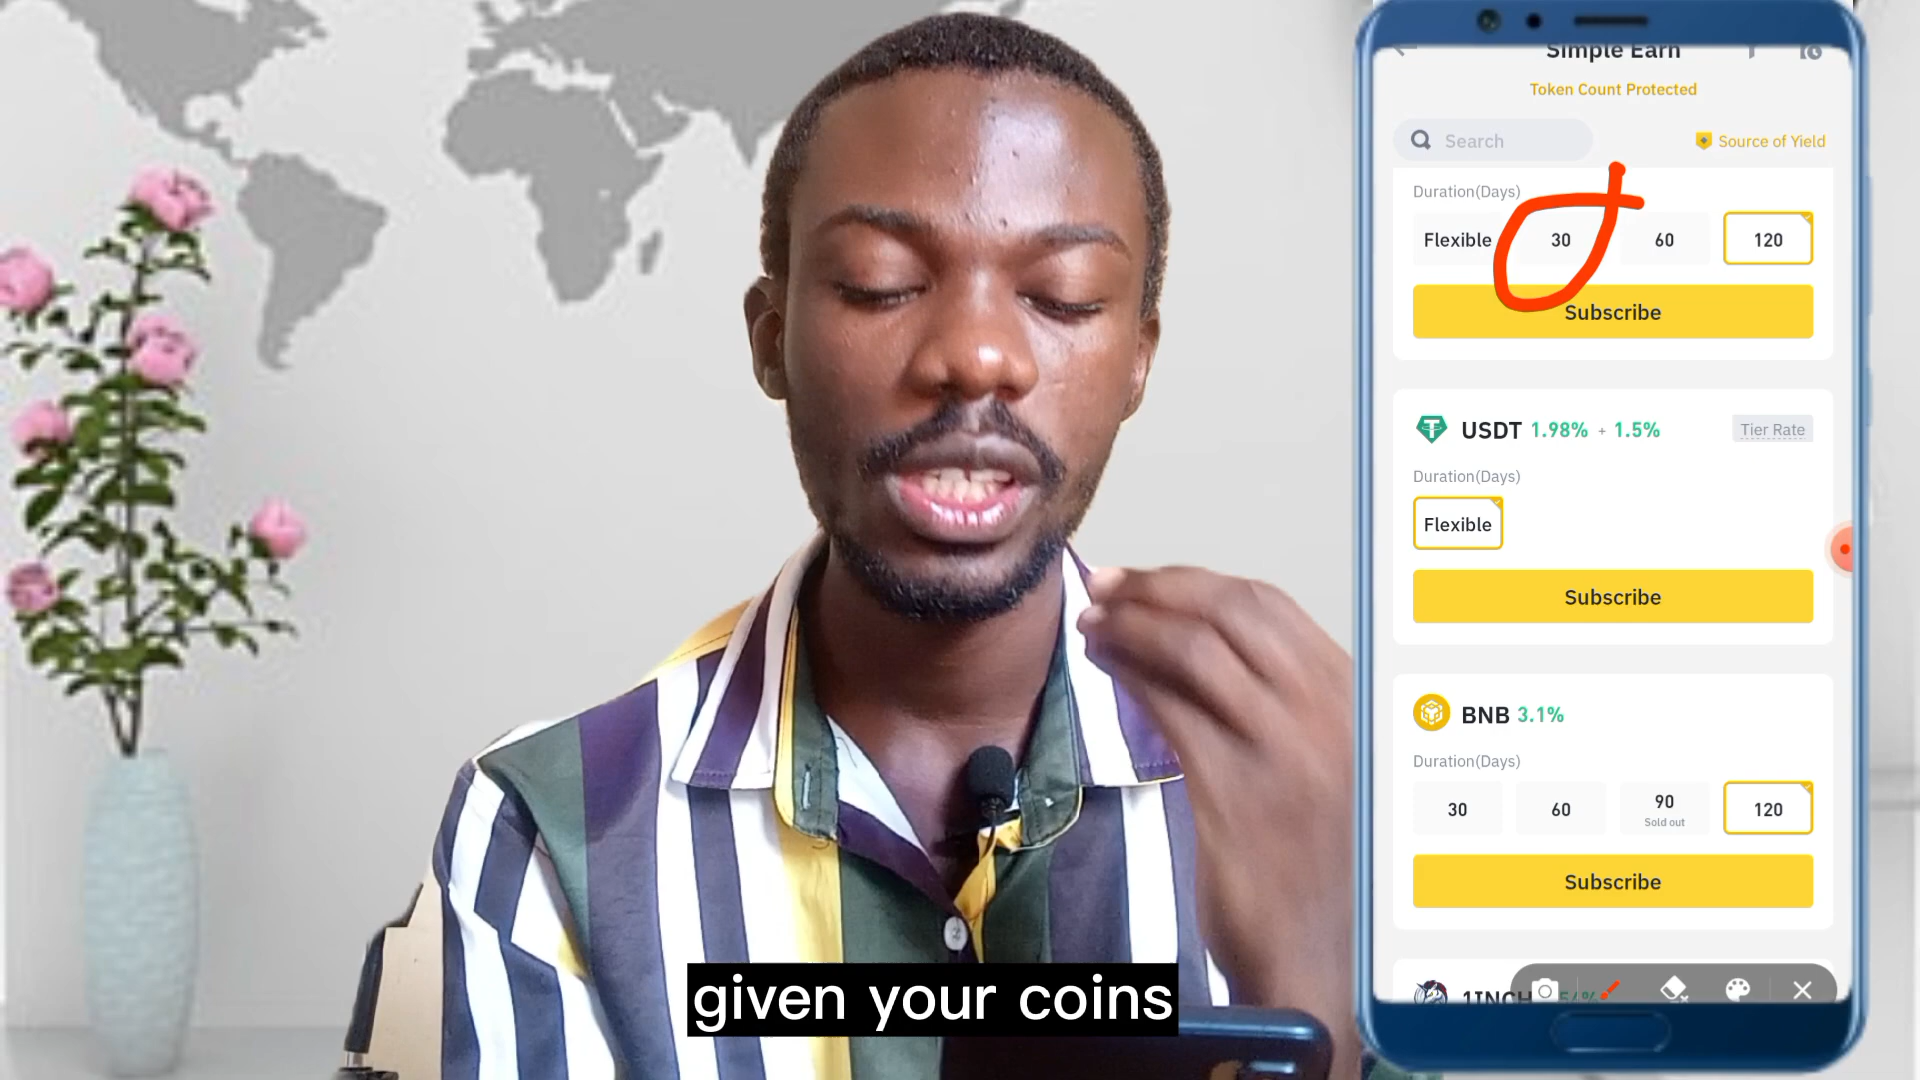 Simple Earn
Token Count Protected
Search
Source of Yield
Duration(Days)
Flexible 30 60 120
Subscribe
USDT 1.98% + 1.5% Tier Rate
Duration(Days)
Flexible
Subscribe
BNB 3.1%
Duration(Days)
30 60 90 120
Sold out
Subscribe
1INCH
given your coins